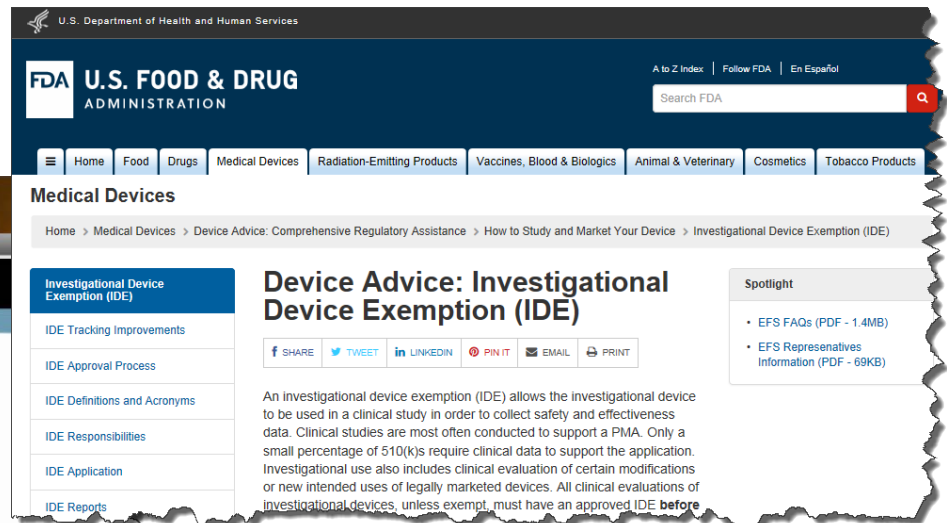 U.S. Department of Health and Human Services
FDA U.S. FOOD & DRUG
ADMINISTRATION
A to Z Index | Follow FDA | En Español
Search FDA
Home Food Drugs Medical Devices Radiation-Emitting Products Vaccines, Blood & Biologics Animal & Veterinary Cosmetics Tobacco Products
Medical Devices
Home > Medical Devices > Device Advice: Comprehensive Regulatory Assistance > How to Study and Market Your Device > Investigational Device Exemption (IDE)
Investigational Device
Exemption (IDE)
IDE Tracking Improvements
IDE Approval Process
IDE Definitions and Acronyms
IDE Responsibilities
IDE Application
IDE Reports
Device Advice: Investigational
Device Exemption (IDE)
SHARE TWEET LINKEDIN PIN IT EMAIL PRINT
An investigational device exemption (IDE) allows the investigational device
to be used in a clinical study in order to collect safety and effectiveness
data. Clinical studies are most often conducted to support a PMA. Only a
small percentage of 510(k)s require clinical data to support the application.
Investigational use also includes clinical evaluation of certain modifications
or new intended uses of legally marketed devices. All clinical evaluations of
investigational devices, unless exempt, must have an approved IDE before
Spotlight
• EFS FAQs (PDF - 1.4MB)
• EFS Represenatives
Information (PDF - 69KB)